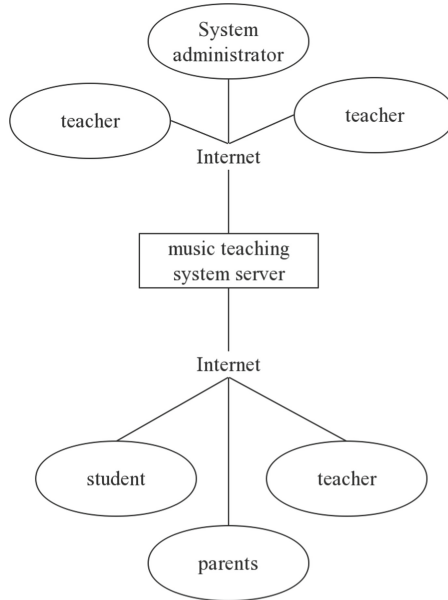 System
administrator
teacher
teacher
Internet
music teaching
system server
Internet
student
teacher
parents